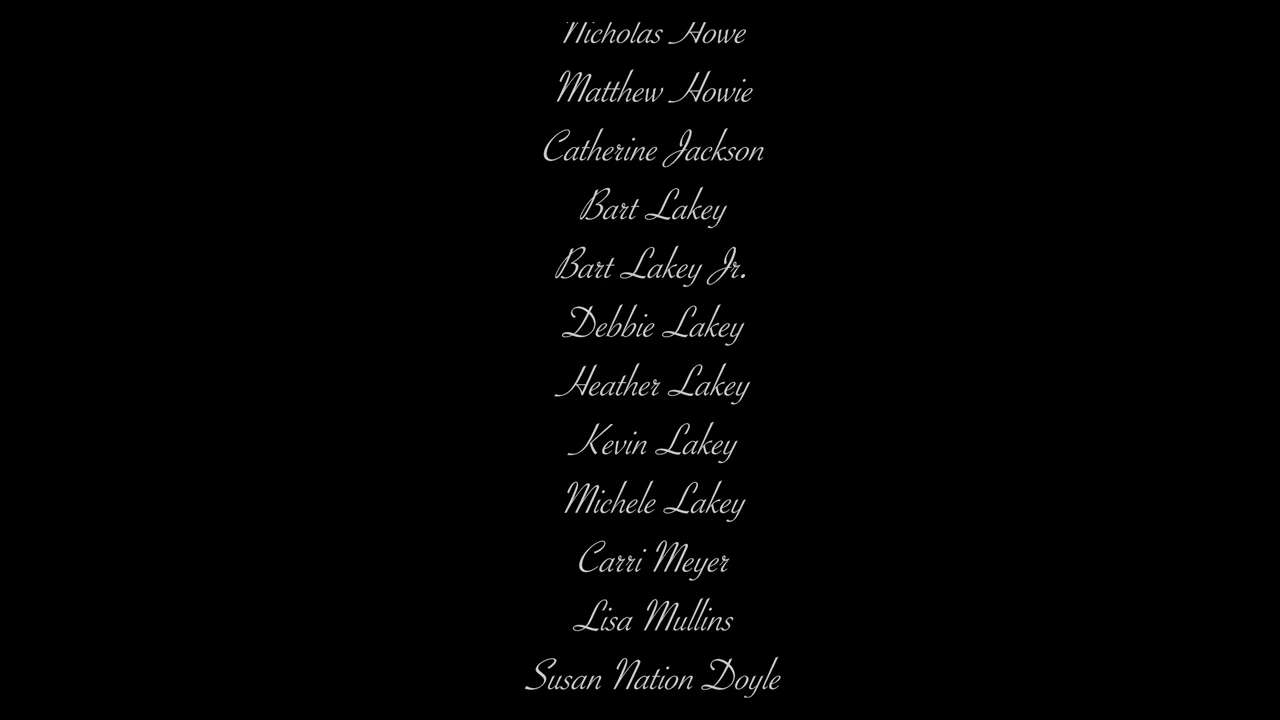 Nicholas Howe
Matthew Howie
Catherine Jackson
Bart Lakey
Bart Lakey Jr.
Debbie Lakey
Heather Lakey
Kevin Lakey
Michele Lakey
Carri Meyer
Lisa Mullins
Susan Nation Doyle